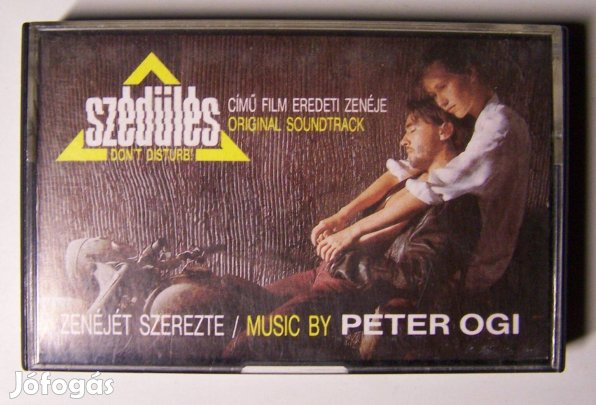 szédülés
DON'T DISTURB!
CÍMŰ FILM EREDETI ZENÉJE
ORIGINAL SOUNDTRACK
ZENÉJÉT SZEREZTE / MUSIC BY PETER OGI
Jófogás